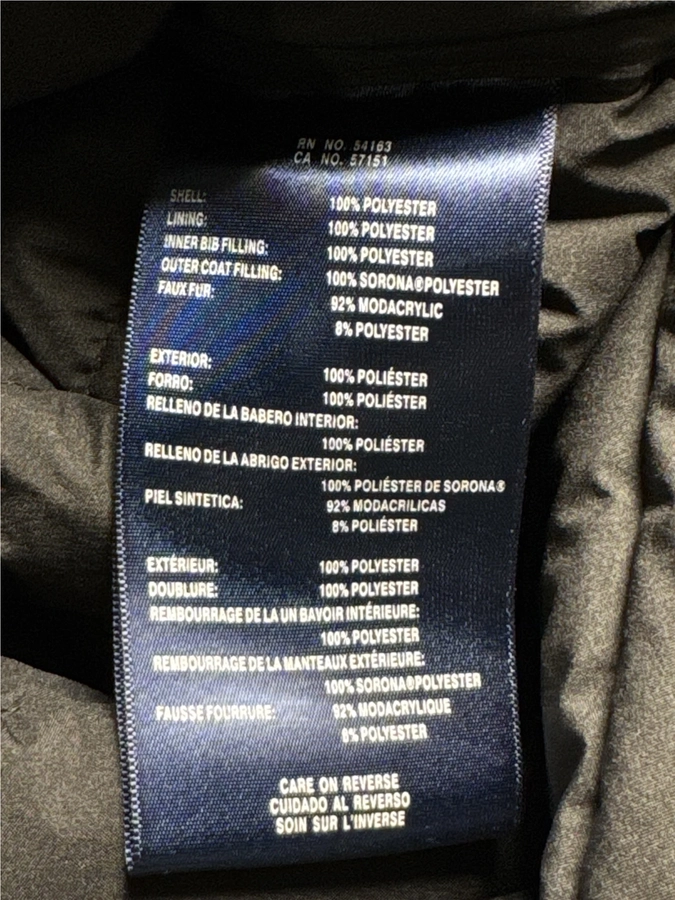 RN NO. 54163
CA NO. 57151
SHELL: 100% POLYESTER
LINING: 100% POLYESTER
INNER BIB FILLING: 100% POLYESTER
OUTER COAT FILLING: 100% SORONA®POLYESTER
FAUX FUR: 92% MODACRYLIC
8% POLYESTER
EXTERIOR: 100% POLIÉSTER
FORRO: 100% POLIÉSTER
RELLENO DE LA BABERO INTERIOR:
100% POLIÉSTER
RELLENO DE LA ABRIGO EXTERIOR:
100% POLIÉSTER DE SORONA®
PIEL SINTETICA: 92% MODACRILICAS
8% POLIÉSTER
EXTÉRIEUR: 100% POLYESTER
DOUBLURE: 100% POLYESTER
REMBOURRAGE DE LA UN BAVOIR INTÉRIEURE:
100% POLYESTER
REMBOURRAGE DE LA MANTEAUX EXTÉRIEURE:
100% SORONA®POLYESTER
FAUSSE FOURRURE: 92% MODACRYLIQUE
8% POLYESTER
CARE ON REVERSE
CUIDADO AL REVERSO
SOIN SUR L'INVERSE